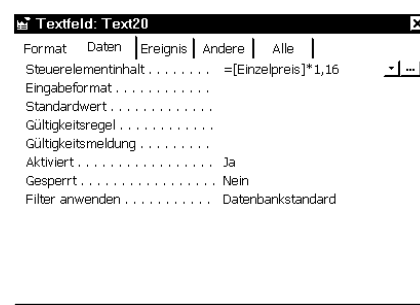 Textfeld: Text20
Format Daten Ereignis Andere Alle
Steuerelementinhalt . . . . . . . . =[Einzelpreis]*1,16 ...
Eingabeformat . . . . . . . . . . . .
Standardwert . . . . . . . . . . . . .
Gültigkeitsregel . . . . . . . . . . . .
Gültigkeitsmeldung . . . . . . . . .
Aktiviert . . . . . . . . . . . . . . . . . Ja
Gesperrt . . . . . . . . . . . . . . . . . Nein
Filter anwenden . . . . . . . . . . . Datenbankstandard